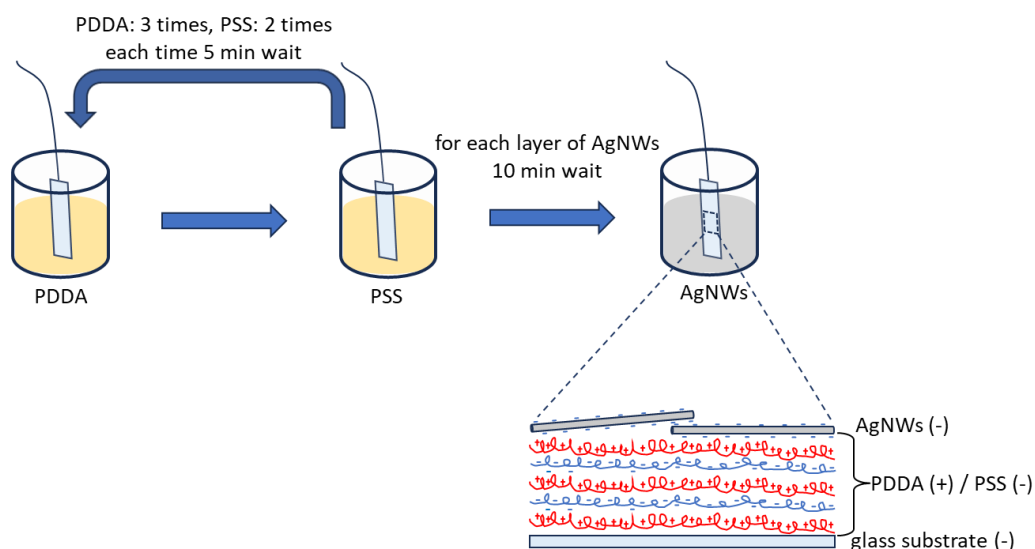 PDDA: 3 times, PSS: 2 times
each time 5 min wait
for each layer of AgNWs
10 min wait
PDDA
PSS
AgNWs
AgNWs (-)
PDDA (+) / PSS (-)
glass substrate (-)